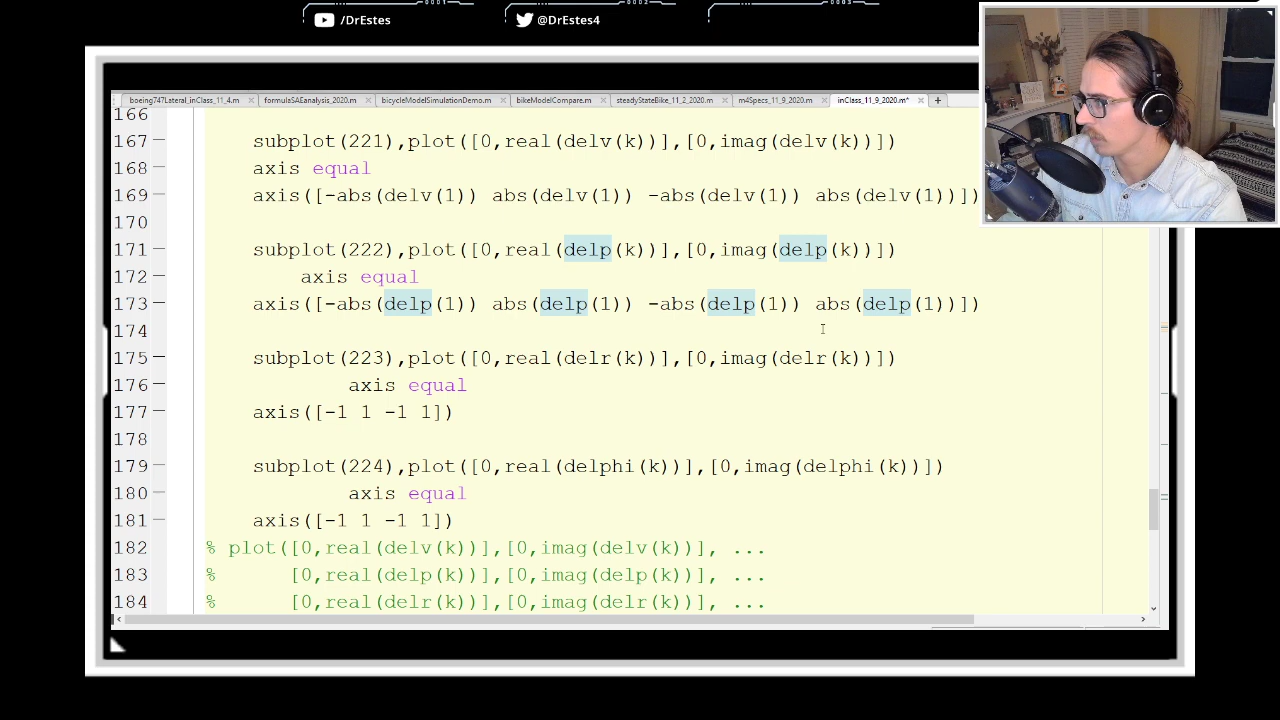 0001 0002 0003
/DrEstes @DrEstes4
boeing747Lateral_inClass_11_4.m × formulaSAEanalysis_2020.m × bicycleModelSimulationDemo.m × bikeModelCompare.m × steadyStateBike_11_2_2020.m × m4Specs_11_9_2020.m × inClass_11_9_2020.m* × +
166
167 subplot(221),plot([0,real(delv(k))],[0,imag(delv(k))])
168 axis equal
169 axis([-abs(delv(1)) abs(delv(1)) -abs(delv(1)) abs(delv(1))])
170
171 subplot(222),plot([0,real(delp(k))],[0,imag(delp(k))])
172 axis equal
173 axis([-abs(delp(1)) abs(delp(1)) -abs(delp(1)) abs(delp(1))])
174
175 subplot(223),plot([0,real(delr(k))],[0,imag(delr(k))])
176 axis equal
177 axis([-1 1 -1 1])
178
179 subplot(224),plot([0,real(delphi(k))],[0,imag(delphi(k))])
180 axis equal
181 axis([-1 1 -1 1])
182 % plot([0,real(delv(k))],[0,imag(delv(k))], ...
183 % [0,real(delp(k))],[0,imag(delp(k))], ...
184 % [0,real(delr(k))],[0,imag(delr(k))], ...